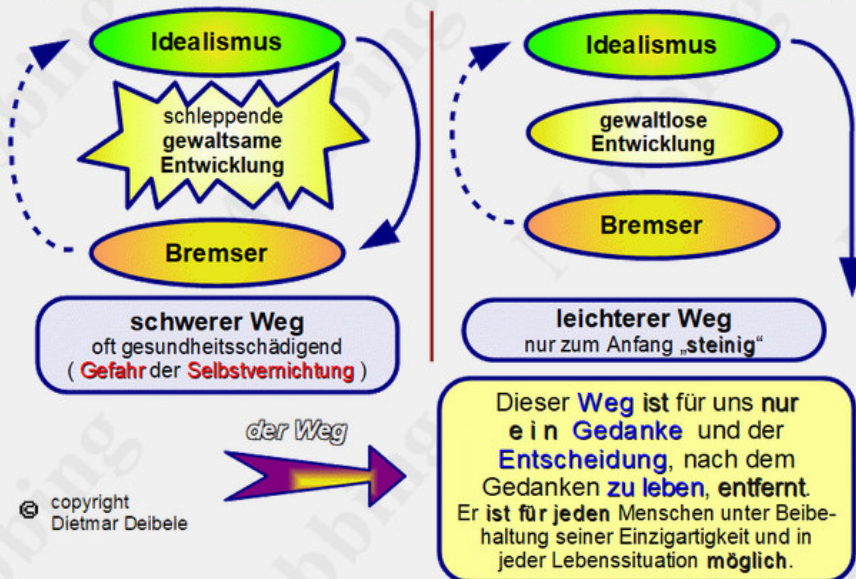 Idealismus
schleppende
gewaltsame
Entwicklung
Bremser
schwerer Weg
oft gesundheitsschädigend
( Gefahr der Selbstvernichtung )
Idealismus
gewaltlose
Entwicklung
Bremser
leichterer Weg
nur zum Anfang „steinig“
der Weg
Dieser Weg ist für uns nur
e i n Gedanke und der
Entscheidung, nach dem
Gedanken zu leben, entfernt.
Er ist für jeden Menschen unter Beibe-
haltung seiner Einzigartigkeit und in
jeder Lebenssituation möglich.
© copyright
Dietmar Deibele